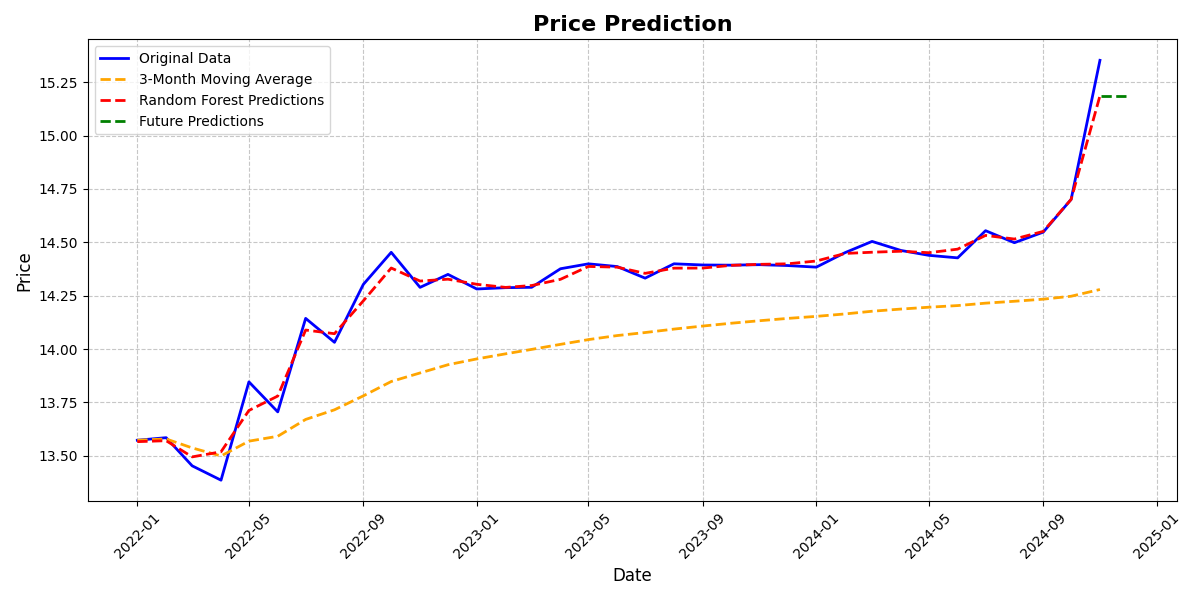 Price Prediction
Original Data
3-Month Moving Average
Random Forest Predictions
Future Predictions
Price
15.25
15.00
14.75
14.50
14.25
14.00
13.75
13.50
2022-01
2022-05
2022-09
2023-01
2023-05
2023-09
2024-01
2024-05
2024-09
2025-01
Date